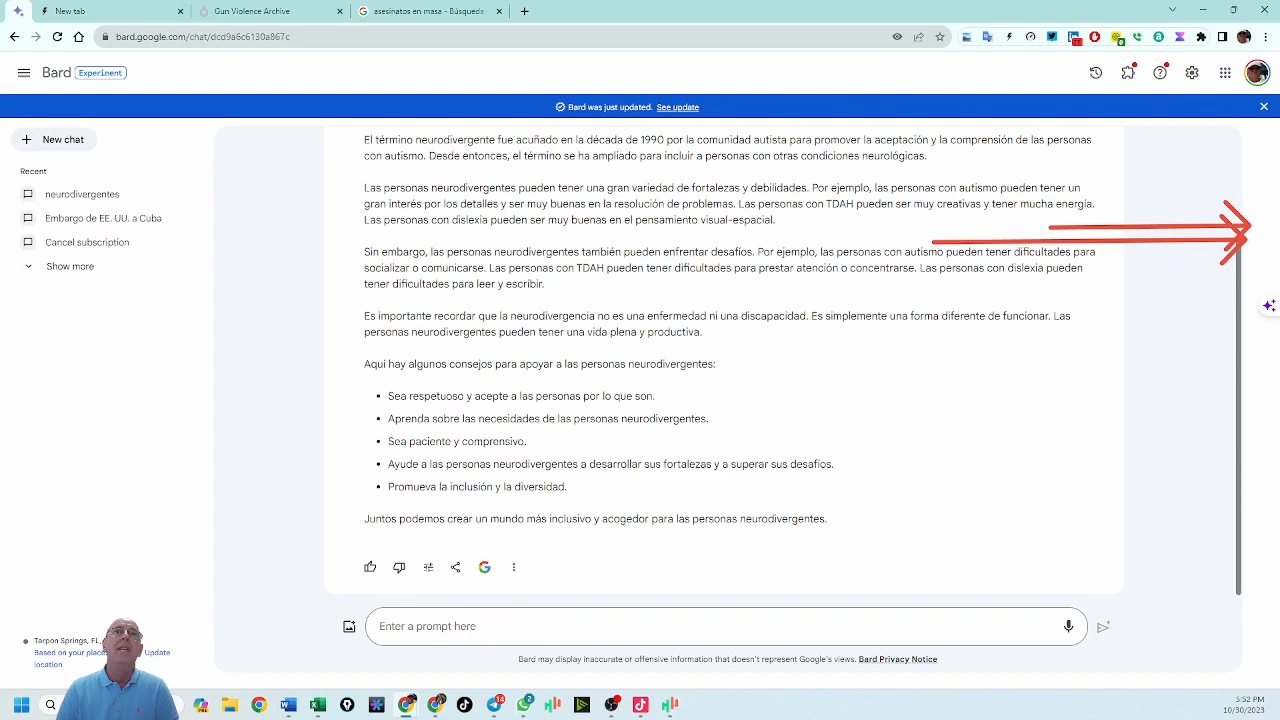 New tab
Gun Violence Archive
asesinatos en masa - Búsqueda
bard.google.com/chat/dcd9a6c6130a867c
Bard Experiment
Bard was just updated. See update
New chat
Recent
neurodivergentes
Embargo de EE. UU. a Cuba
Cancel subscription
Show more
El término neurodivergente fue acuñado en la década de 1990 por la comunidad autista para promover la aceptación y la comprensión de las personas
con autismo. Desde entonces, el término se ha ampliado para incluir a personas con otras condiciones neurológicas.
Las personas neurodivergentes pueden tener una gran variedad de fortalezas y debilidades. Por ejemplo, las personas con autismo pueden tener un
gran interés por los detalles y ser muy buenas en la resolución de problemas. Las personas con TDAH pueden ser muy creativas y tener mucha energía.
Las personas con dislexia pueden ser muy buenas en el pensamiento visual-espacial.
Sin embargo, las personas neurodivergentes también pueden enfrentar desafíos. Por ejemplo, las personas con autismo pueden tener dificultades para
socializar o comunicarse. Las personas con TDAH pueden tener dificultades para prestar atención o concentrarse. Las personas con dislexia pueden
tener dificultades para leer y escribir.
Es importante recordar que la neurodivergencia no es una enfermedad ni una discapacidad. Es simplemente una forma diferente de funcionar. Las
personas neurodivergentes pueden tener una vida plena y productiva.
Aquí hay algunos consejos para apoyar a las personas neurodivergentes:
• Sea respetuoso y acepte a las personas por lo que son.
• Aprenda sobre las necesidades de las personas neurodivergentes.
• Sea paciente y comprensivo.
• Ayude a las personas neurodivergentes a desarrollar sus fortalezas y a superar sus desafíos.
• Promueva la inclusión y la diversidad.
Juntos podemos crear un mundo más inclusivo y acogedor para las personas neurodivergentes.
Enter a prompt here
Bard may display inaccurate or offensive information that doesn't represent Google's views. Bard Privacy Notice
Tarpon Springs, FL,
Based on your places Update
location
14
2
5:52 PM
10/30/2023